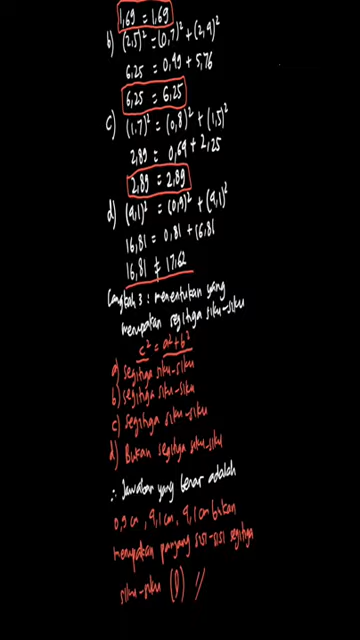 1,69 = 1,69
b) (2,5)² = (0,7)² + (2,4)²
6,25 = 0,49 + 5,76
6,25 = 6,25
c) (1,7)² = (0,8)² + (1,5)²
2,89 = 0,64 + 2,25
2,89 = 2,89
d) (4,1)² = (0,9)² + (4,1)²
16,81 = 0,81 + 16,81
16,81 ≠ 17,62
Langkah 3 : menentukan yang
merupakan segitiga siku-siku
c² = a² + b²
a) segitiga siku-siku
b) segitiga siku-siku
c) segitiga siku-siku
d) Bukan segitiga siku-siku
∴ Jawaban yang benar adalah
0,9 cm, 4,1 cm, 4,1 cm bukan
merupakan panjang sisi-sisi segitiga
siku-siku (D) //